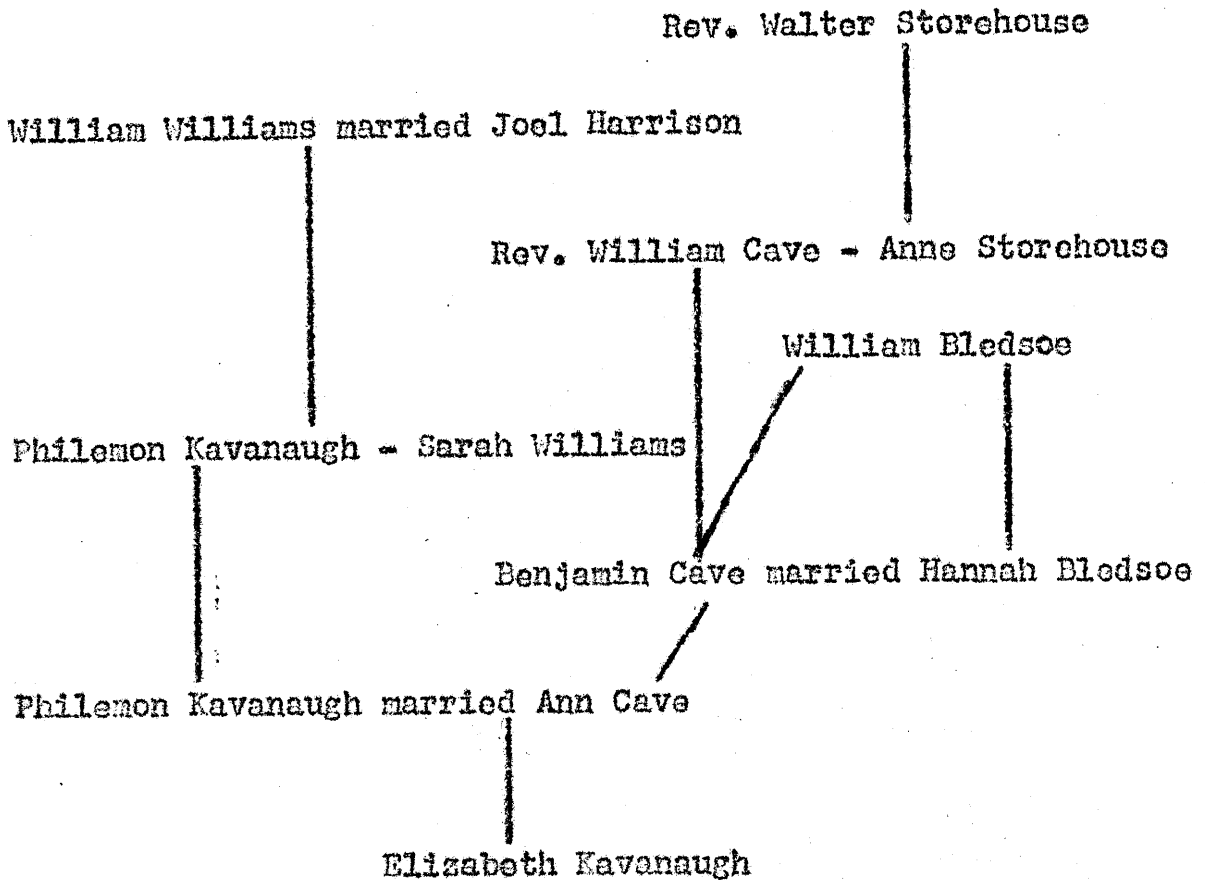 Rev. Walter Storehouse
William Williams married Joel Harrison
Rev. William Cave - Anne Storehouse
William Bledsoe
Philemon Kavanaugh - Sarah Williams
Benjamin Cave married Hannah Bledsoe
Philemon Kavanaugh married Ann Cave
Elizabeth Kavanaugh